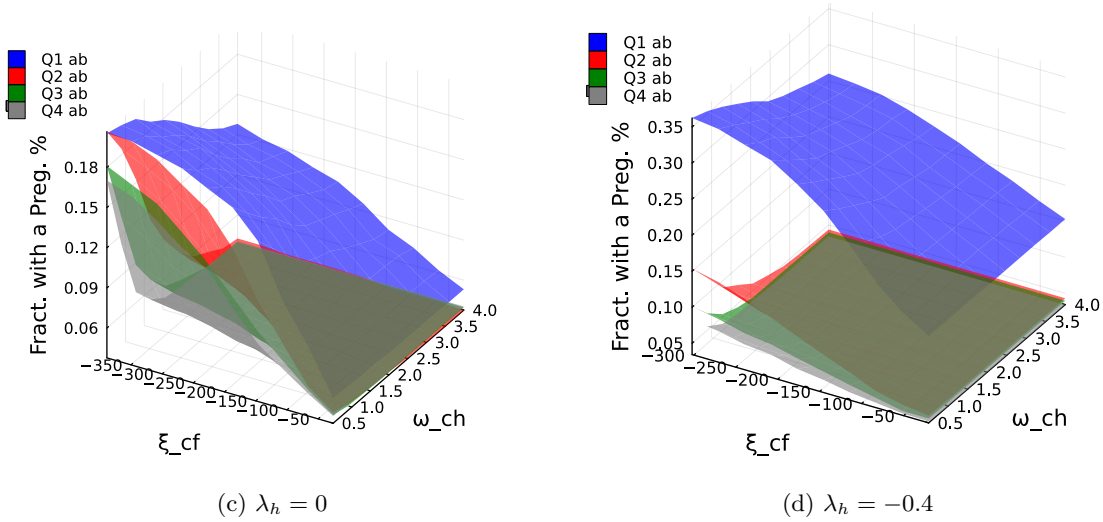 Q1 ab
Q2 ab
Q3 ab
Q4 ab
Fract. with a Preg. %
0.18
0.15
0.12
0.09
0.06
−350
−300
−250
−200
−150
−100
−50
ξ_cf
0.5
1.0
1.5
2.0
2.5
3.0
3.5
4.0
ω_ch
(c) λh = 0
Q1 ab
Q2 ab
Q3 ab
Q4 ab
Fract. with a Preg. %
0.35
0.30
0.25
0.20
0.15
0.10
0.05
−300
−250
−200
−150
−100
−50
ξ_cf
0.5
1.0
1.5
2.0
2.5
3.0
3.5
4.0
ω_ch
(d) λh = −0.4